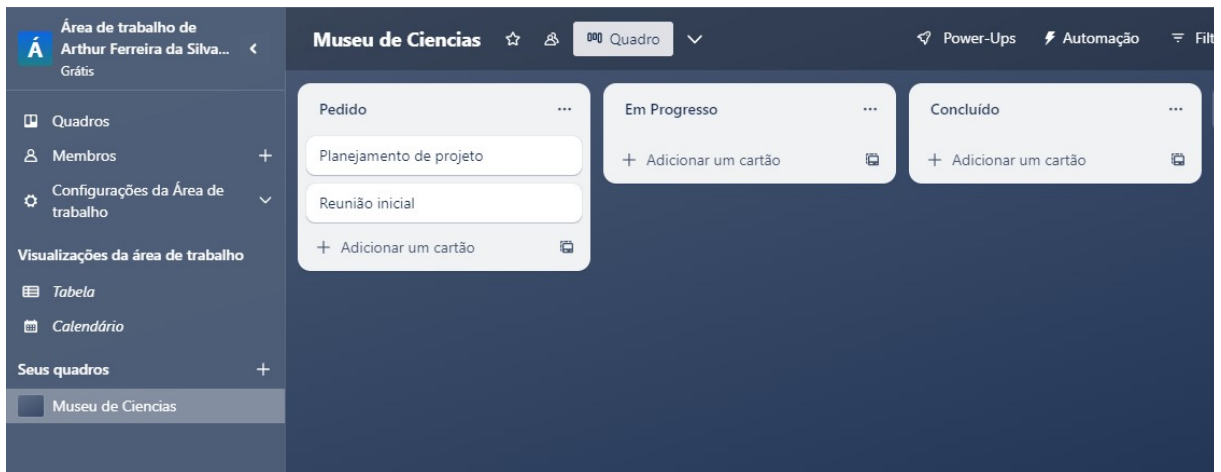 Á
Área de trabalho de
Arthur Ferreira da Silva...
Grátis
Quadros
Membros
Configurações da Área de
trabalho
Visualizações da área de trabalho
Tabela
Calendário
Seus quadros
Museu de Ciencias
Museu de Ciencias
Quadro
Power-Ups
Automação
Filt
Pedido
Planejamento de projeto
Reunião inicial
Adicionar um cartão
Em Progresso
Adicionar um cartão
Concluído
Adicionar um cartão